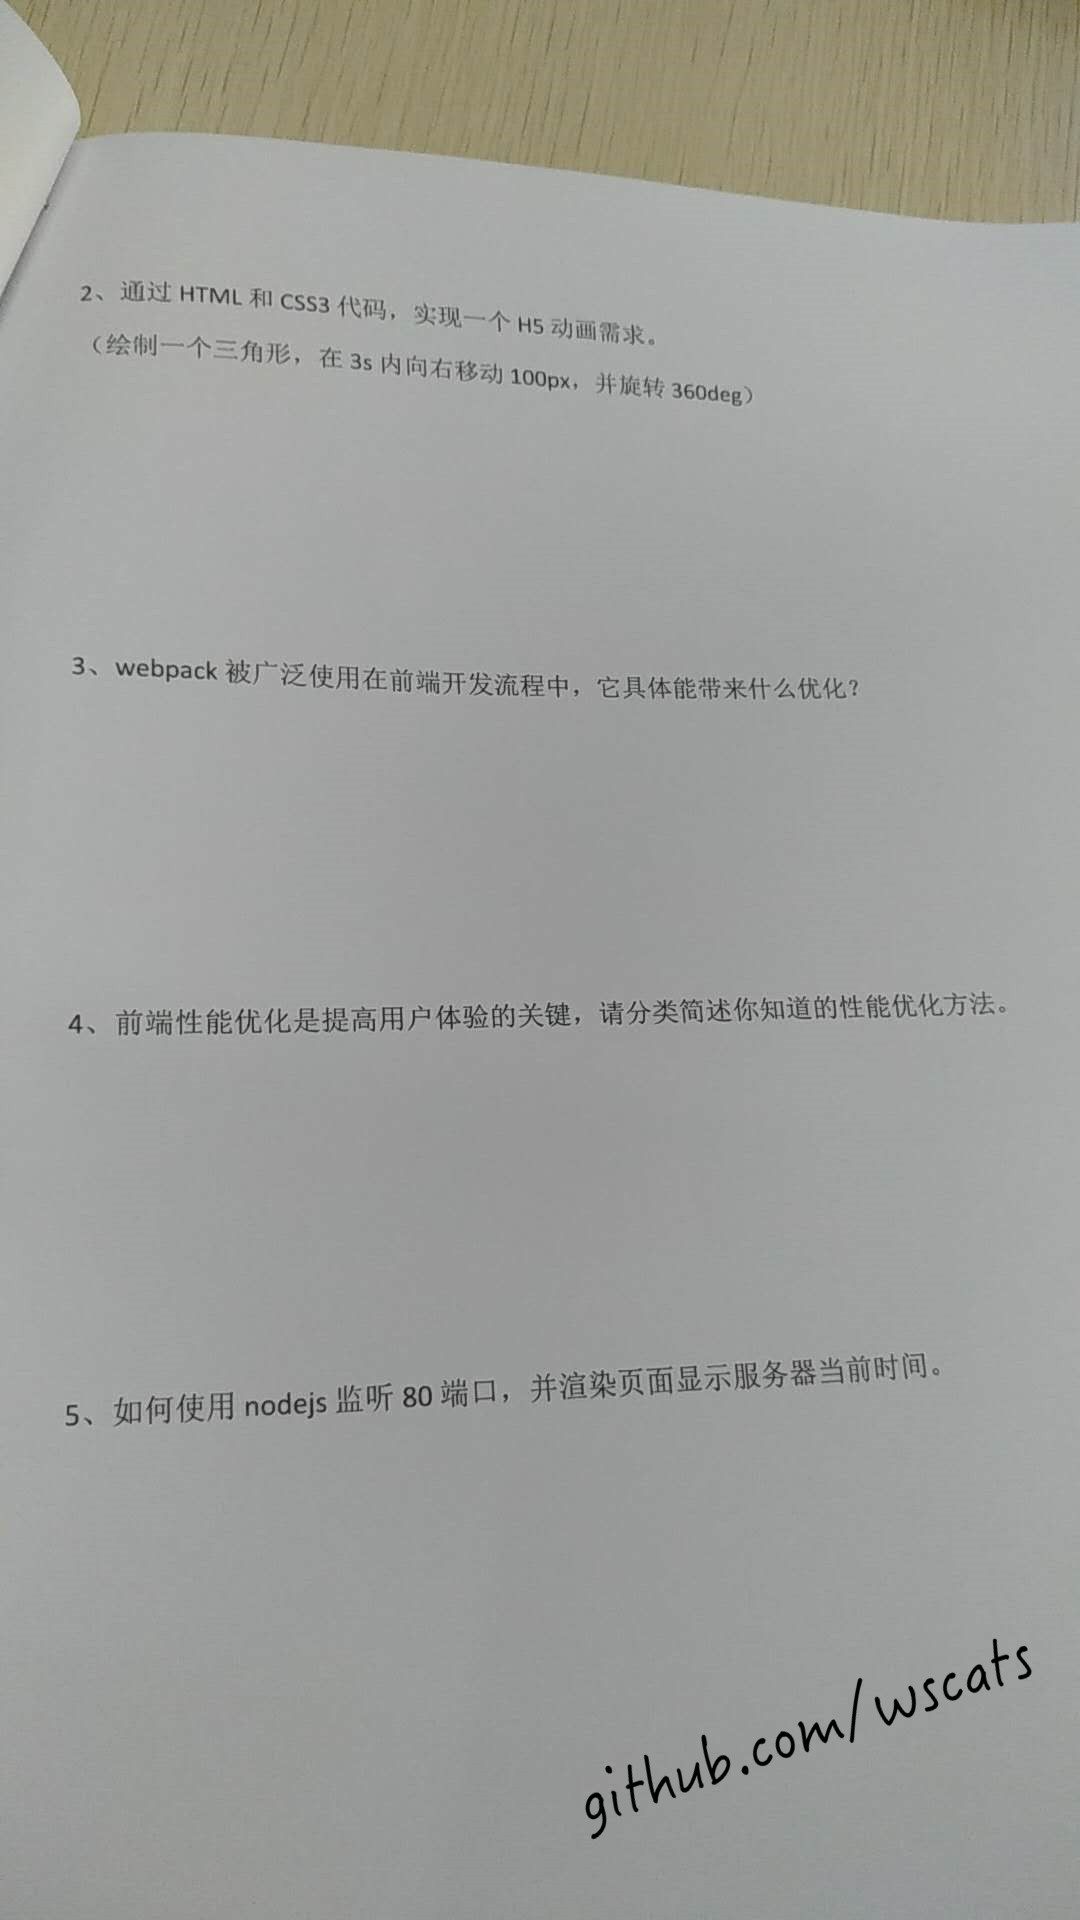 2、通过 HTML 和 CSS3 代码，实现一个 H5 动画需求。
（绘制一个三角形，在 3s 内向右移动 100px，并旋转 360deg）
3、webpack 被广泛使用在前端开发流程中，它具体能带来什么优化？
4、前端性能优化是提高用户体验的关键，请分类简述你知道的性能优化方法。
5、如何使用 nodejs 监听 80 端口，并渲染页面显示服务器当前时间。
github.com/wscats